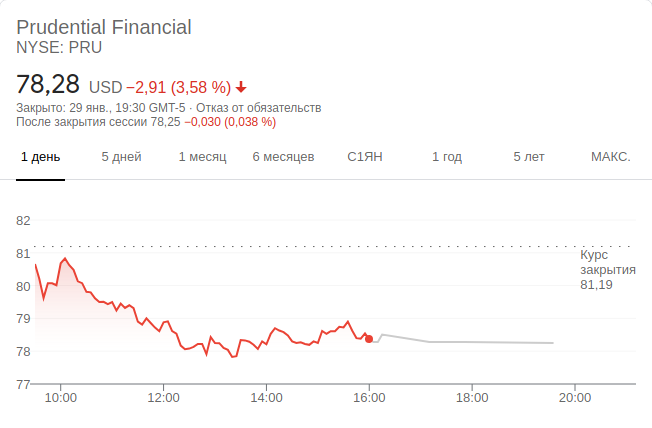 Prudential Financial
NYSE: PRU
78,28 USD −2,91 (3,58 %)
Закрыто: 29 янв., 19:30 GMT-5 · Отказ от обязательств
После закрытия сессии 78,25 −0,030 (0,038 %)
1 день 5 дней 1 месяц 6 месяцев С1ЯН 1 год 5 лет МАКС.
82
81
80
79
78
77
Курс
закрытия
81,19
10:00 12:00 14:00 16:00 18:00 20:00